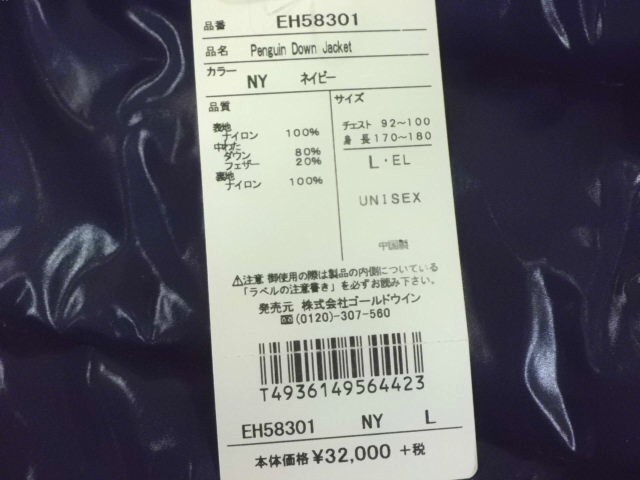 品番 EH58301
品名 Penguin Down Jacket
カラー NY ネイビー
品質
表地
ナイロン 100%
中わた
ダウン 80%
フェザー 20%
裏地
ナイロン 100%
サイズ
チェスト 92～100
身 長 170～180
L・EL
UNISEX
中国製
⚠注意 御使用の際は製品の内側についている
「ラベルの注意書き」を必ずお読み下さい。
発売元 株式会社ゴールドウイン
(0120)-307-560
T4936149564423
EH58301 NY L
本体価格 ¥32,000 +税